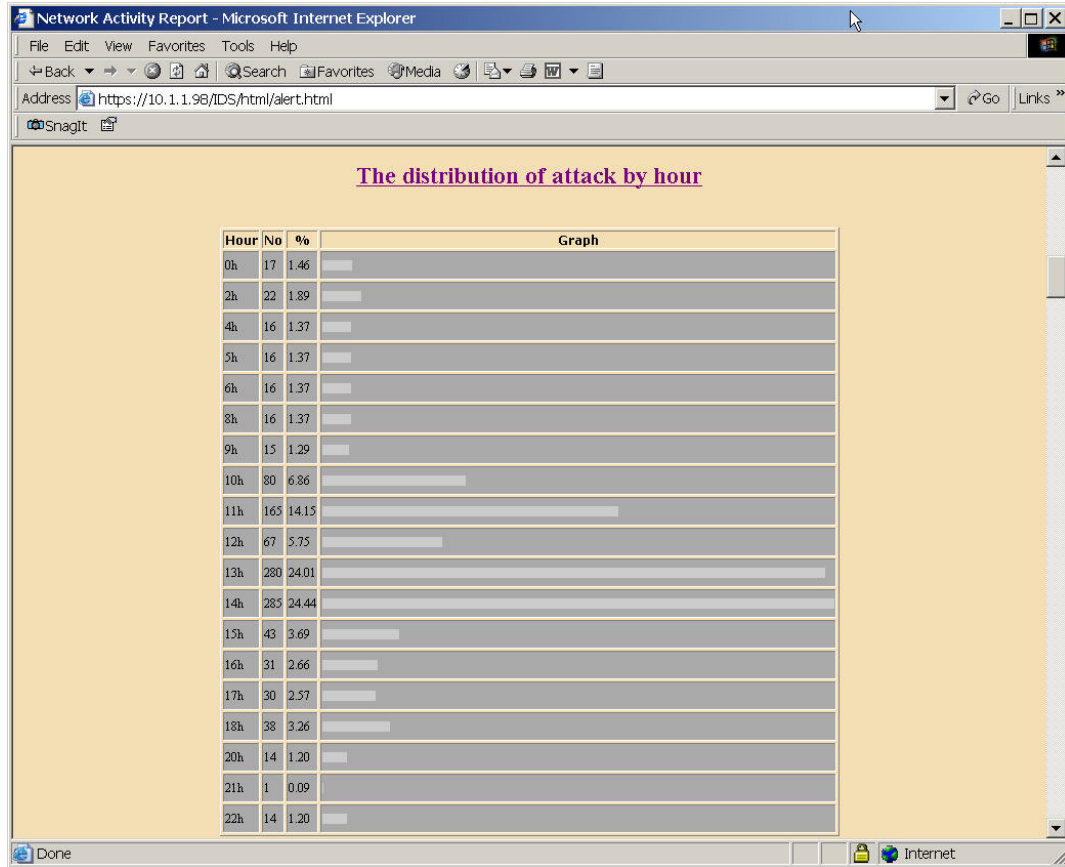 Network Activity Report - Microsoft Internet Explorer
File Edit View Favorites Tools Help
Back Search Favorites Media
Address https://10.1.1.98/IDS/html/alert.html Go Links »
SnagIt
The distribution of attack by hour
Hour No % Graph
0h 17 1.46
2h 22 1.89
4h 16 1.37
5h 16 1.37
6h 16 1.37
8h 16 1.37
9h 15 1.29
10h 80 6.86
11h 165 14.15
12h 67 5.75
13h 280 24.01
14h 285 24.44
15h 43 3.69
16h 31 2.66
17h 30 2.57
18h 38 3.26
20h 14 1.20
21h 1 0.09
22h 14 1.20
Done Internet